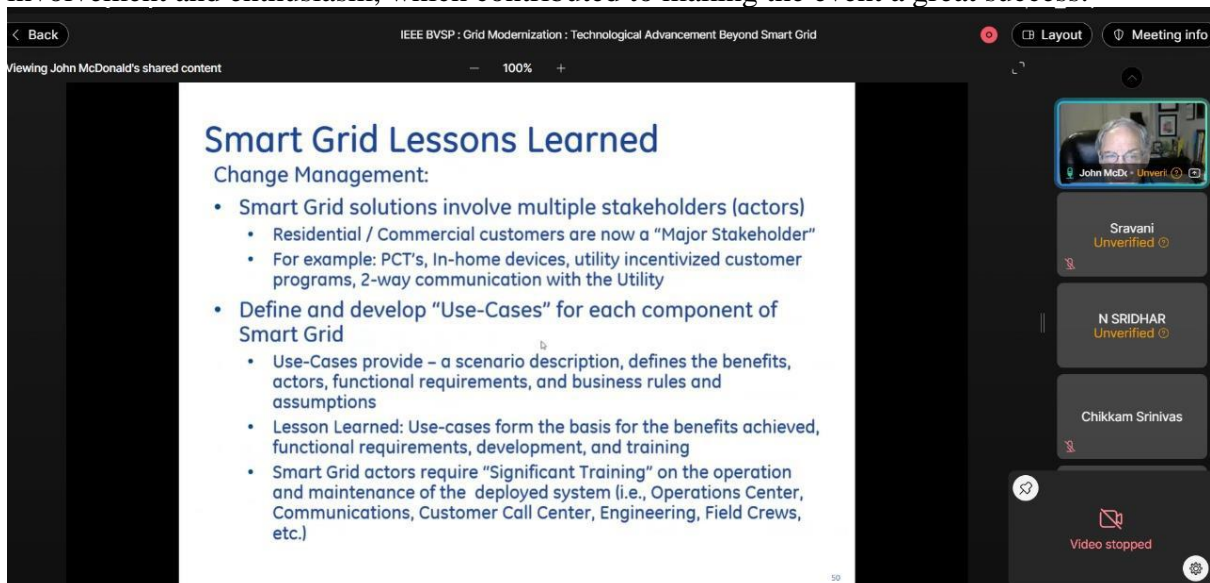 involvement and enthusiasm, which contributed to making the event a great success.
Back
IEEE BVSP : Grid Modernization : Technological Advancement Beyond Smart Grid
Layout
Meeting info
Viewing John McDonald's shared content
— 100% +
Smart Grid Lessons Learned
Change Management:
• Smart Grid solutions involve multiple stakeholders (actors)
• Residential / Commercial customers are now a "Major Stakeholder"
• For example: PCT's, In-home devices, utility incentivized customer
programs, 2-way communication with the Utility
• Define and develop "Use-Cases" for each component of
Smart Grid
• Use-Cases provide – a scenario description, defines the benefits,
actors, functional requirements, and business rules and
assumptions
• Lesson Learned: Use-cases form the basis for the benefits achieved,
functional requirements, development, and training
• Smart Grid actors require "Significant Training" on the operation
and maintenance of the deployed system (i.e., Operations Center,
Communications, Customer Call Center, Engineering, Field Crews,
etc.)
50
John McDc - Unveri
Sravani
Unverified
N SRIDHAR
Unverified
Chikkam Srinivas
Video stopped